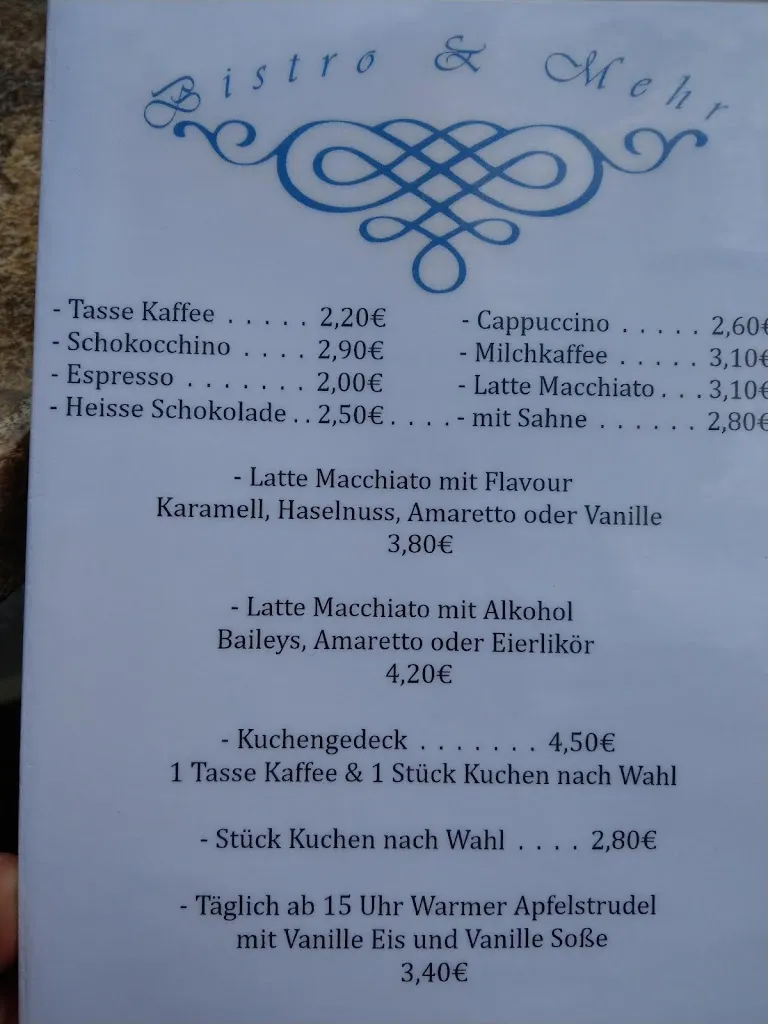 Bistro & Mehr
- Tasse Kaffee . . . . . 2,20€
- Schokocchino . . . . 2,90€
- Espresso . . . . . . . 2,00€
- Heisse Schokolade . . 2,50€ . . . . - mit Sahne . . . . . . 2,80€
- Cappuccino . . . . . 2,60€
- Milchkaffee . . . . . 3,10€
- Latte Macchiato . . . 3,10€
- Latte Macchiato mit Flavour
Karamell, Haselnuss, Amaretto oder Vanille
3,80€
- Latte Macchiato mit Alkohol
Baileys, Amaretto oder Eierlikör
4,20€
- Kuchengedeck . . . . . . . 4,50€
1 Tasse Kaffee & 1 Stück Kuchen nach Wahl
- Stück Kuchen nach Wahl . . . . 2,80€
- Täglich ab 15 Uhr Warmer Apfelstrudel
mit Vanille Eis und Vanille Soße
3,40€